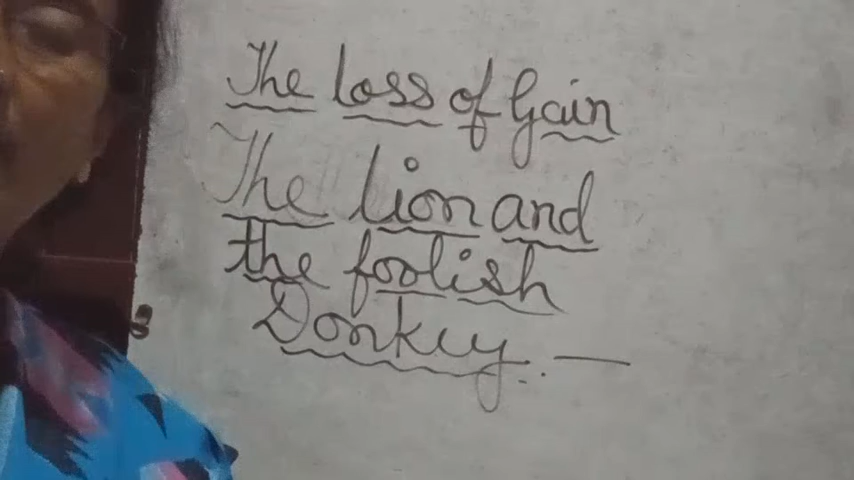 The loss of Gain
The lion and
the foolish
Donkey. —